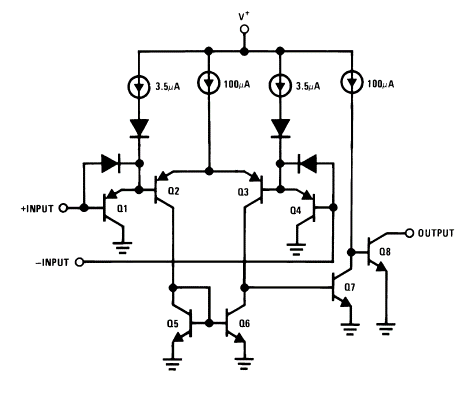 V+
3.5μA
100μA
3.5μA
100μA
Q2
Q3
+INPUT
Q1
Q4
OUTPUT
Q8
−INPUT
Q7
Q5
Q6